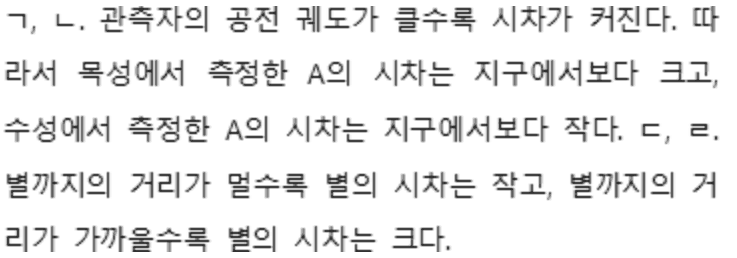 ㄱ, ㄴ. 관측자의 공전 궤도가 클수록 시차가 커진다. 따
라서 목성에서 측정한 A의 시차는 지구에서보다 크고,
수성에서 측정한 A의 시차는 지구에서보다 작다. ㄷ, ㄹ.
별까지의 거리가 멀수록 별의 시차는 작고, 별까지의 거
리가 가까울수록 별의 시차는 크다.